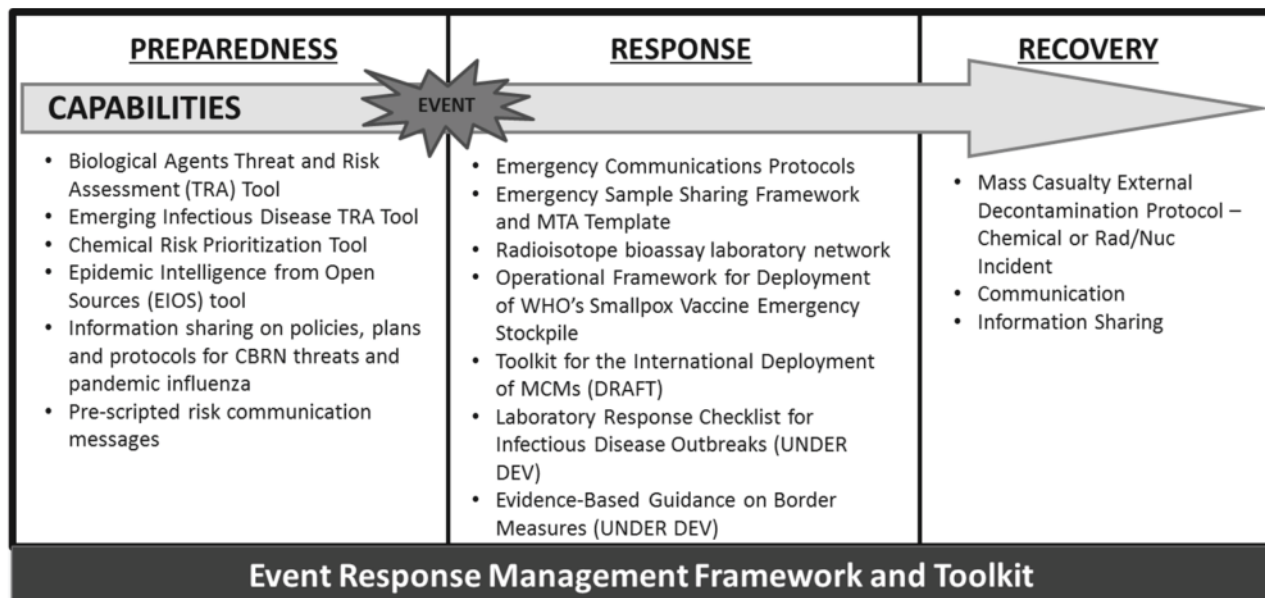 PREPAREDNESS
CAPABILITIES
• Biological Agents Threat and Risk
Assessment (TRA) Tool
• Emerging Infectious Disease TRA Tool
• Chemical Risk Prioritization Tool
• Epidemic Intelligence from Open
Sources (EIOS) tool
• Information sharing on policies, plans
and protocols for CBRN threats and
pandemic influenza
• Pre-scripted risk communication
messages
EVENT
RESPONSE
• Emergency Communications Protocols
• Emergency Sample Sharing Framework
and MTA Template
• Radioisotope bioassay laboratory network
• Operational Framework for Deployment
of WHO's Smallpox Vaccine Emergency
Stockpile
• Toolkit for the International Deployment
of MCMs (DRAFT)
• Laboratory Response Checklist for
Infectious Disease Outbreaks (UNDER
DEV)
• Evidence-Based Guidance on Border
Measures (UNDER DEV)
RECOVERY
• Mass Casualty External
Decontamination Protocol –
Chemical or Rad/Nuc
Incident
• Communication
• Information Sharing
Event Response Management Framework and Toolkit